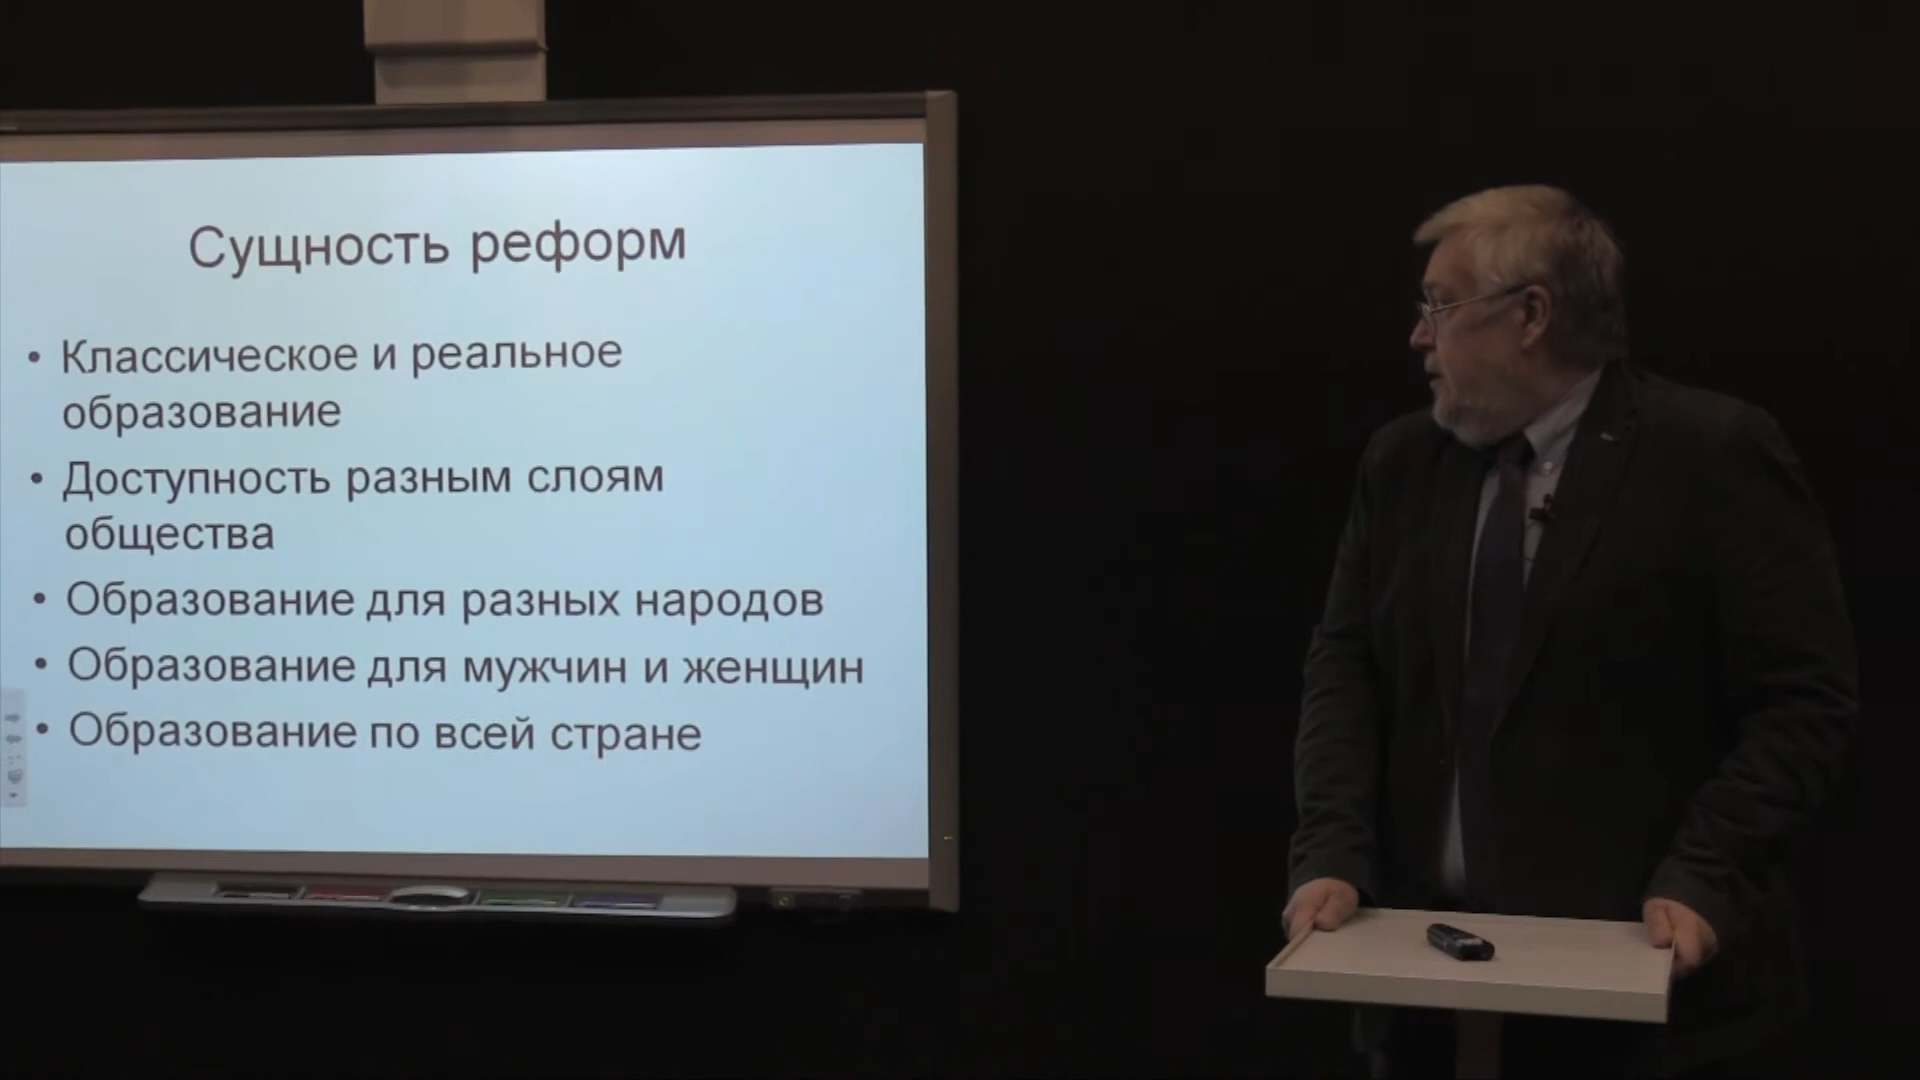 Сущность реформ
• Классическое и реальное
образование
• Доступность разным слоям
общества
• Образование для разных народов
• Образование для мужчин и женщин
• Образование по всей стране